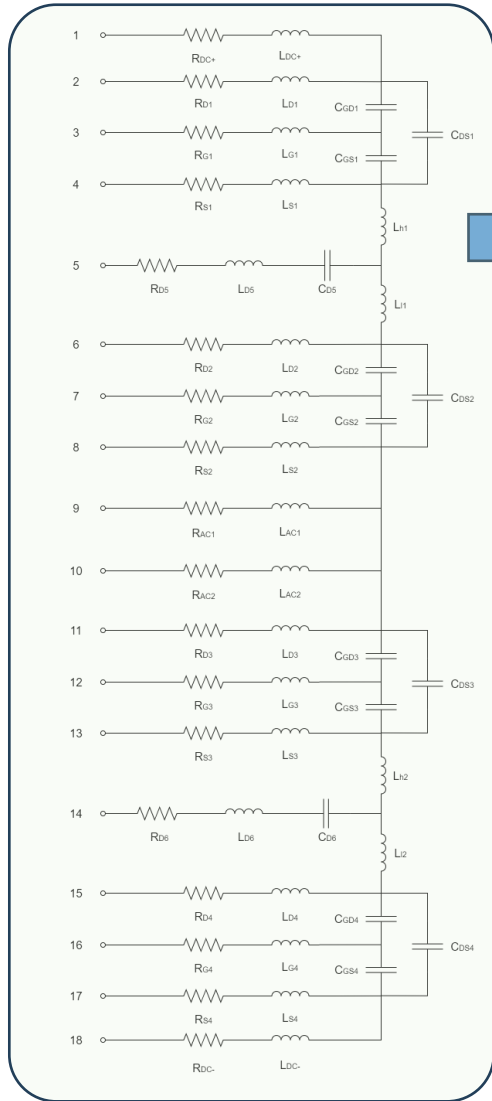 1
RDC+
LDC+
2
RD1
LD1
CGD1
CDS1
3
RG1
LG1
CGS1
4
RS1
LS1
Lh1
5
RD5
LD5
CD5
Ll1
6
RD2
LD2
CGD2
CDS2
7
RG2
LG2
CGS2
8
RS2
LS2
9
RAC1
LAC1
10
RAC2
LAC2
11
RD3
LD3
CGD3
CDS3
12
RG3
LG3
CGS3
13
RS3
LS3
Lh2
14
RD6
LD6
CD6
Ll2
15
RD4
LD4
CGD4
CDS4
16
RG4
LG4
CGS4
17
RS4
LS4
18
RDC-
LDC-